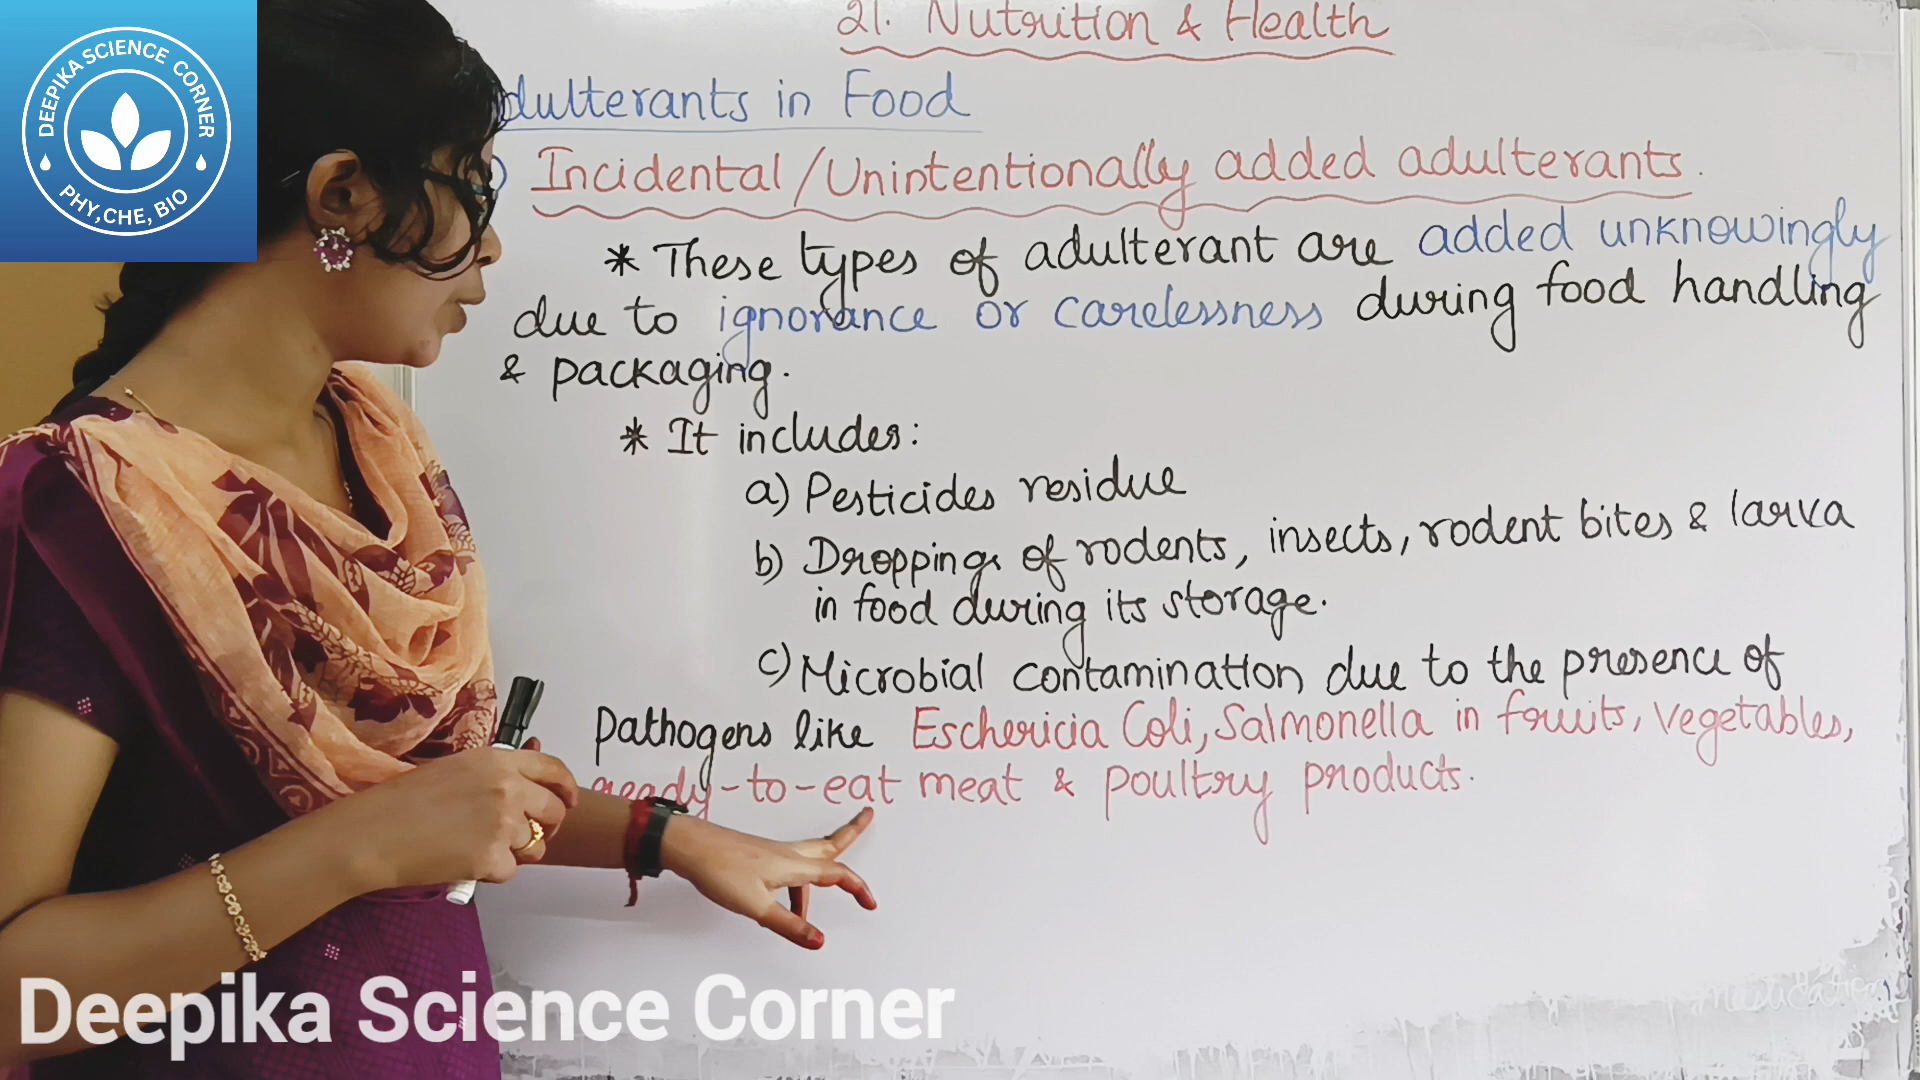 DEEPIKA SCIENCE CORNER
PHY,CHE, BIO
21. Nutrition & Health
dulterants in Food
Incidental/Unintentionally added adulterants.
* These types of adulterant are added unknowingly
due to ignorance or carelessness during food handling
& packaging.
* It includes:
a) Pesticides residue
b) Droppings of rodents, insects, rodent bites & larva
in food during its storage.
c) Microbial contamination due to the presence of
pathogens like Eschericia Coli, Salmonella in fruits, vegetables,
ready-to-eat meat & poultry products.
Deepika Science Corner